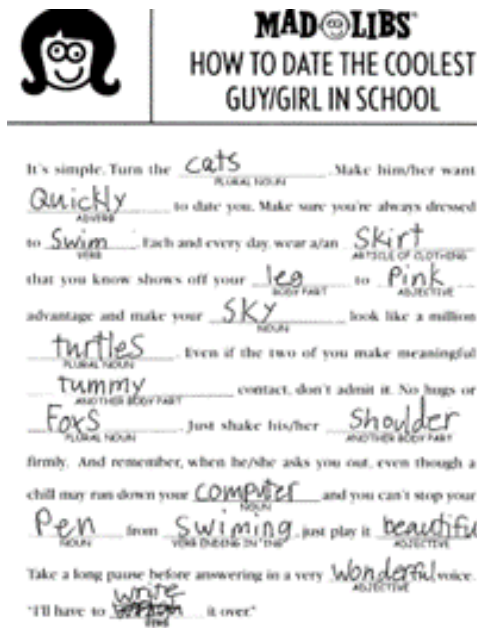 MAD LIBS
HOW TO DATE THE COOLEST
GUY/GIRL IN SCHOOL
It's simple. Turn the cats . Make him/her want
PLURAL NOUN
Quickly to date you. Make sure you're always dressed
ADVERB
to Swim . Each and every day, wear a/an Skirt
VERB ARTICLE OF CLOTHING
that you know shows off your leg to Pink
BODY PART ADJECTIVE
advantage and make your SKY look like a million
NOUN
turtles . Even if the two of you make meaningful
PLURAL NOUN
Tummy contact, don't admit it. No hugs or
ANOTHER BODY PART
Foxs . Just shake his/her Shoulder
PLURAL NOUN ANOTHER BODY PART
firmly. And remember, when he/she asks you out, even though a
chill may run down your computer and you can't stop your
NOUN
Pen from Swiming , just play it beautiful
NOUN VERB ENDING IN "ING" ADJECTIVE
Take a long pause before answering in a very Wonderful voice.
ADJECTIVE
write
"I'll have to it over."
VERB